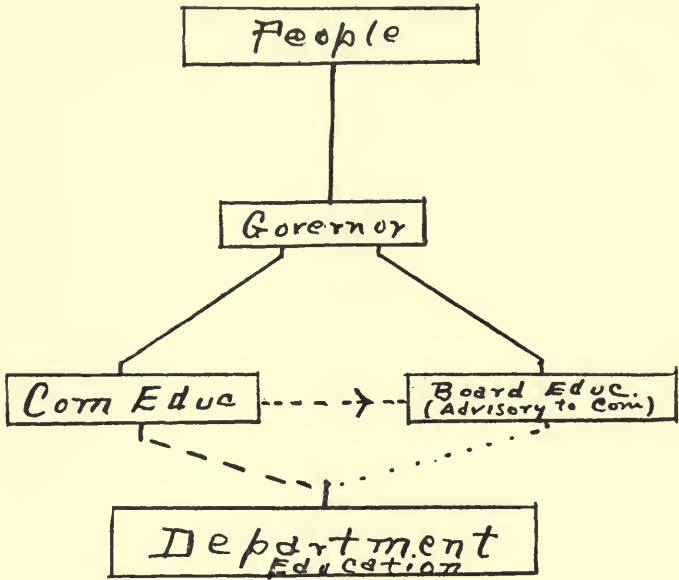 People
Governor
Com Educ
Board Educ.
(Advisory to Com)
Department
Education